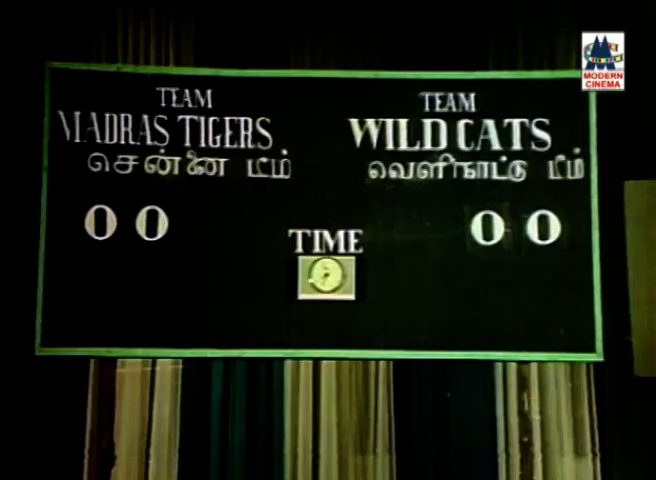 TEAM
MADRAS TIGERS
சென்னை டீம்
00
TEAM
WILD CATS
வெளிநாட்டு டீம்
00
TIME
MODERN
CINEMA